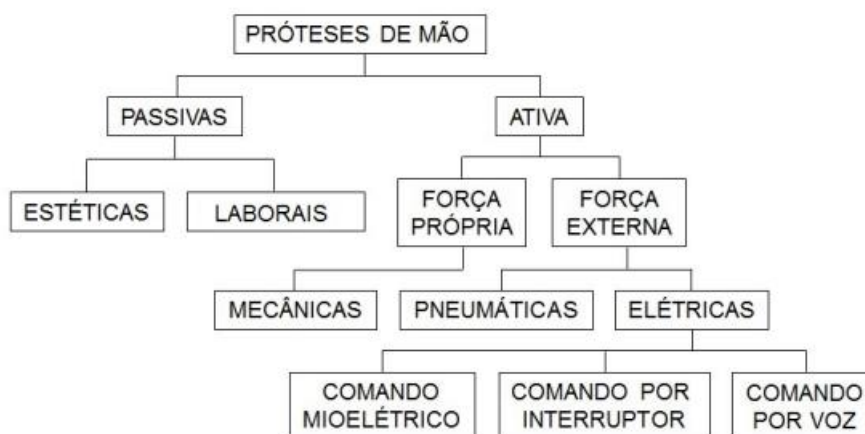 PRÓTESES DE MÃO
PASSIVAS
ATIVA
ESTÉTICAS
LABORAIS
FORÇA
PRÓPRIA
FORÇA
EXTERNA
MECÂNICAS
PNEUMÁTICAS
ELÉTRICAS
COMANDO
MIOELÉTRICO
COMANDO POR
INTERRUPTOR
COMANDO
POR VOZ